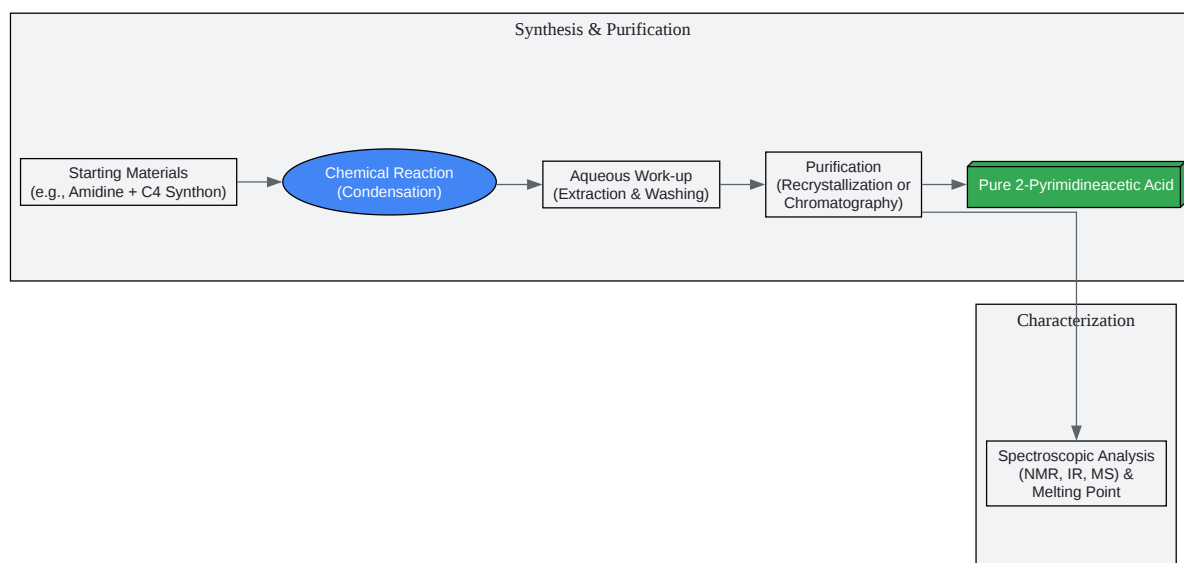 Synthesis & Purification
Starting Materials
(e.g., Amidine + C4 Synthon)
Chemical Reaction
(Condensation)
Aqueous Work-up
(Extraction & Washing)
Purification
(Recrystallization or
Chromatography)
Pure 2-Pyrimidineacetic Acid
Characterization
Spectroscopic Analysis
(NMR, IR, MS) &
Melting Point